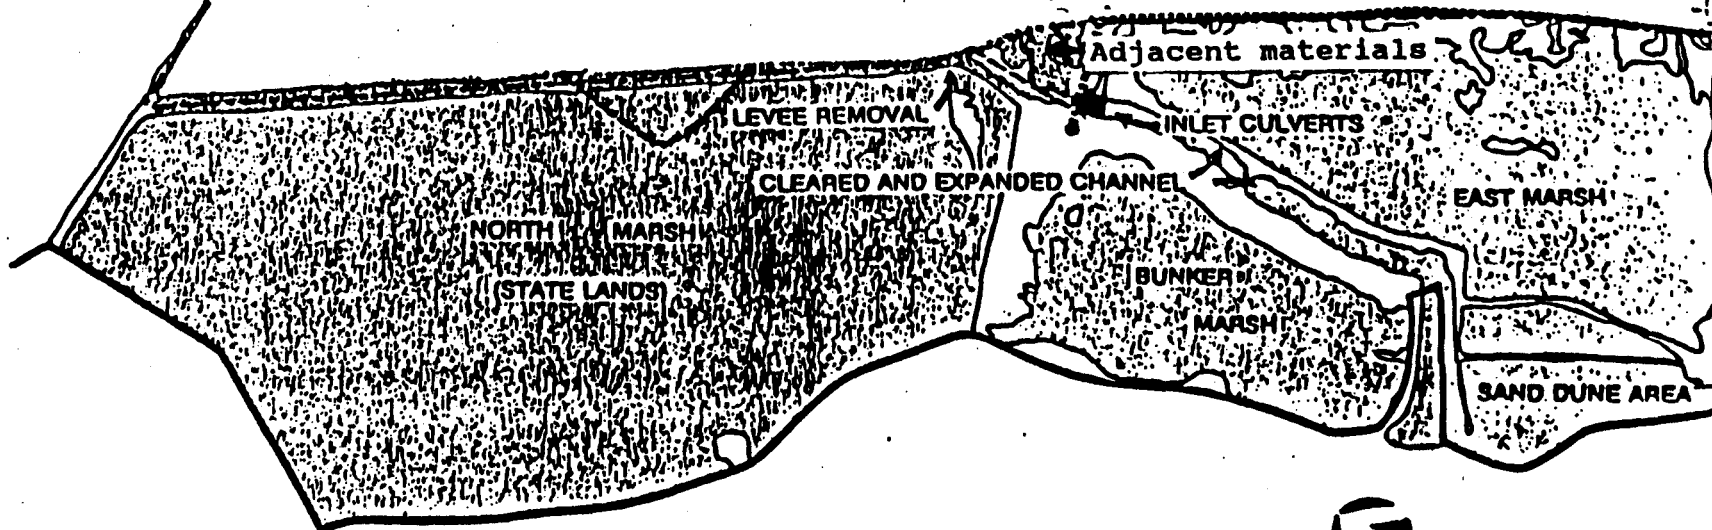 Adjacent materials
LEVEE REMOVAL
INLET CULVERTS
CLEARED AND EXPANDED CHANNEL
EAST MARSH
NORTH MARSH
(STATE LANDS)
BUNKER
MARSH
SAND DUNE AREA